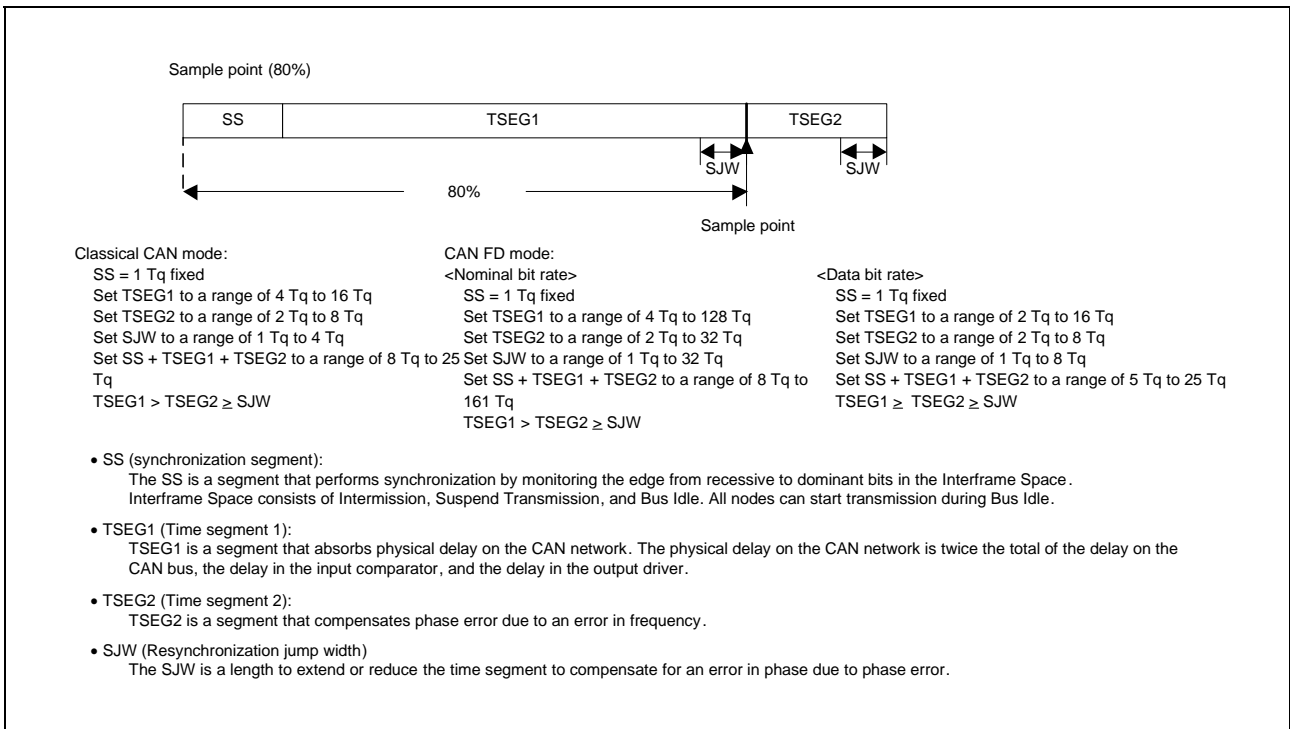 Sample point (80%)
SS
TSEG1
TSEG2
SJW
SJW
80%
Sample point
Classical CAN mode:
SS = 1 Tq fixed
Set TSEG1 to a range of 4 Tq to 16 Tq
Set TSEG2 to a range of 2 Tq to 8 Tq
Set SJW to a range of 1 Tq to 4 Tq
Set SS + TSEG1 + TSEG2 to a range of 8 Tq to 25
Tq
TSEG1 > TSEG2 ≥ SJW
CAN FD mode:
<Nominal bit rate>
SS = 1 Tq fixed
Set TSEG1 to a range of 4 Tq to 128 Tq
Set TSEG2 to a range of 2 Tq to 32 Tq
Set SJW to a range of 1 Tq to 32 Tq
Set SS + TSEG1 + TSEG2 to a range of 8 Tq to
161 Tq
TSEG1 > TSEG2 ≥ SJW
<Data bit rate>
SS = 1 Tq fixed
Set TSEG1 to a range of 2 Tq to 16 Tq
Set TSEG2 to a range of 2 Tq to 8 Tq
Set SJW to a range of 1 Tq to 8 Tq
Set SS + TSEG1 + TSEG2 to a range of 5 Tq to 25 Tq
TSEG1 ≥ TSEG2 ≥ SJW
• SS (synchronization segment):
The SS is a segment that performs synchronization by monitoring the edge from recessive to dominant bits in the Interframe Space.
Interframe Space consists of Intermission, Suspend Transmission, and Bus Idle. All nodes can start transmission during Bus Idle.
• TSEG1 (Time segment 1):
TSEG1 is a segment that absorbs physical delay on the CAN network. The physical delay on the CAN network is twice the total of the delay on the
CAN bus, the delay in the input comparator, and the delay in the output driver.
• TSEG2 (Time segment 2):
TSEG2 is a segment that compensates phase error due to an error in frequency.
• SJW (Resynchronization jump width)
The SJW is a length to extend or reduce the time segment to compensate for an error in phase due to phase error.